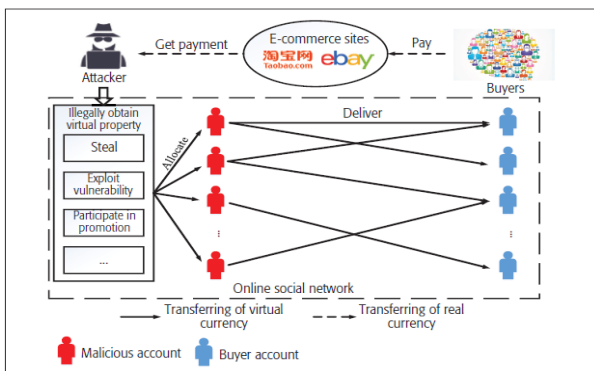 Get payment
E-commerce sites
淘宝网
Taobao.com
ebay
Pay
Attacker
Buyers
Illegally obtain
virtual property
Steal
Exploit
vulnerability
Participate in
promotion
...
Allocate
Deliver
...
...
Online social network
Transferring of virtual
currency
Transferring of real
currency
Malicious account
Buyer account